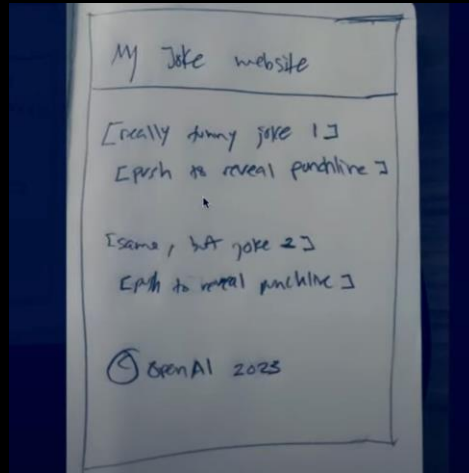 My Joke website
[really funny joke 1]
[push to reveal punchline]
[same, but joke 2]
[push to reveal punchline]
© OpenAI 2023